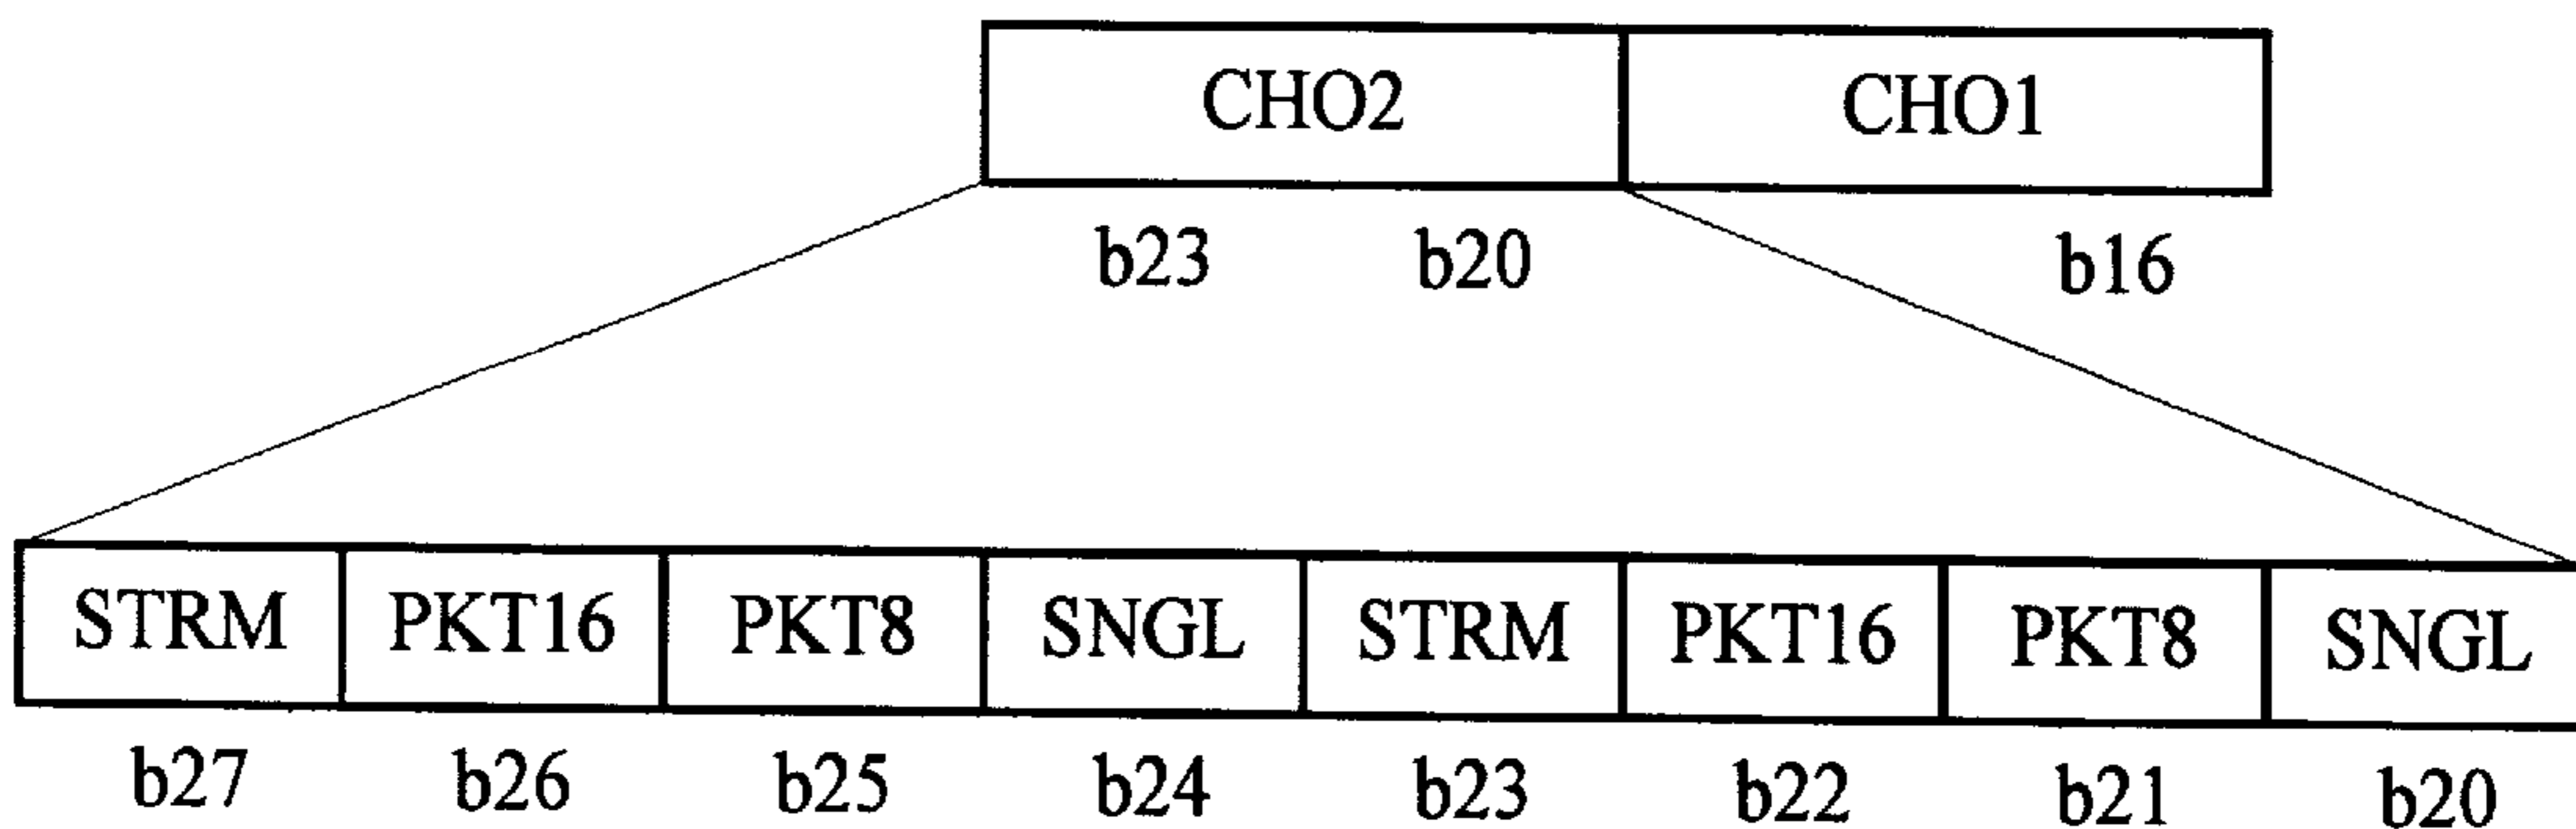 CHO2 CHO1
b23 b20 b16
STRM PKT16 PKT8 SNGL STRM PKT16 PKT8 SNGL
b27 b26 b25 b24 b23 b22 b21 b20